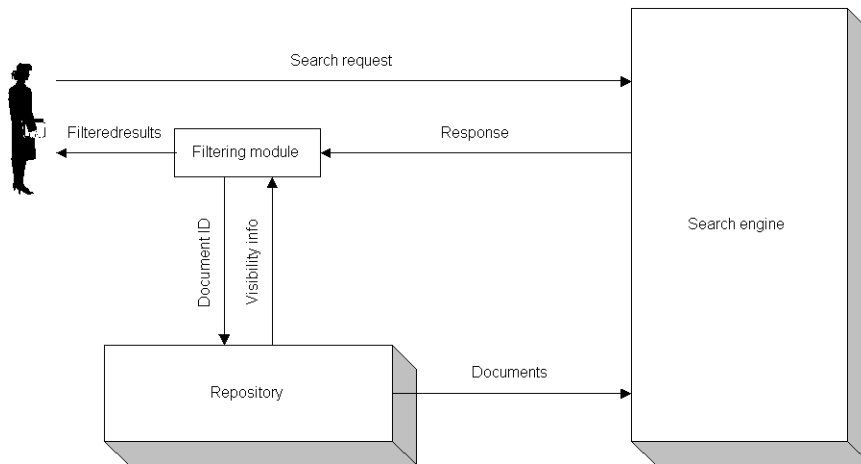 Search request
Filteredresults
Filtering module
Response
Document ID
Visibility info
Search engine
Repository
Documents